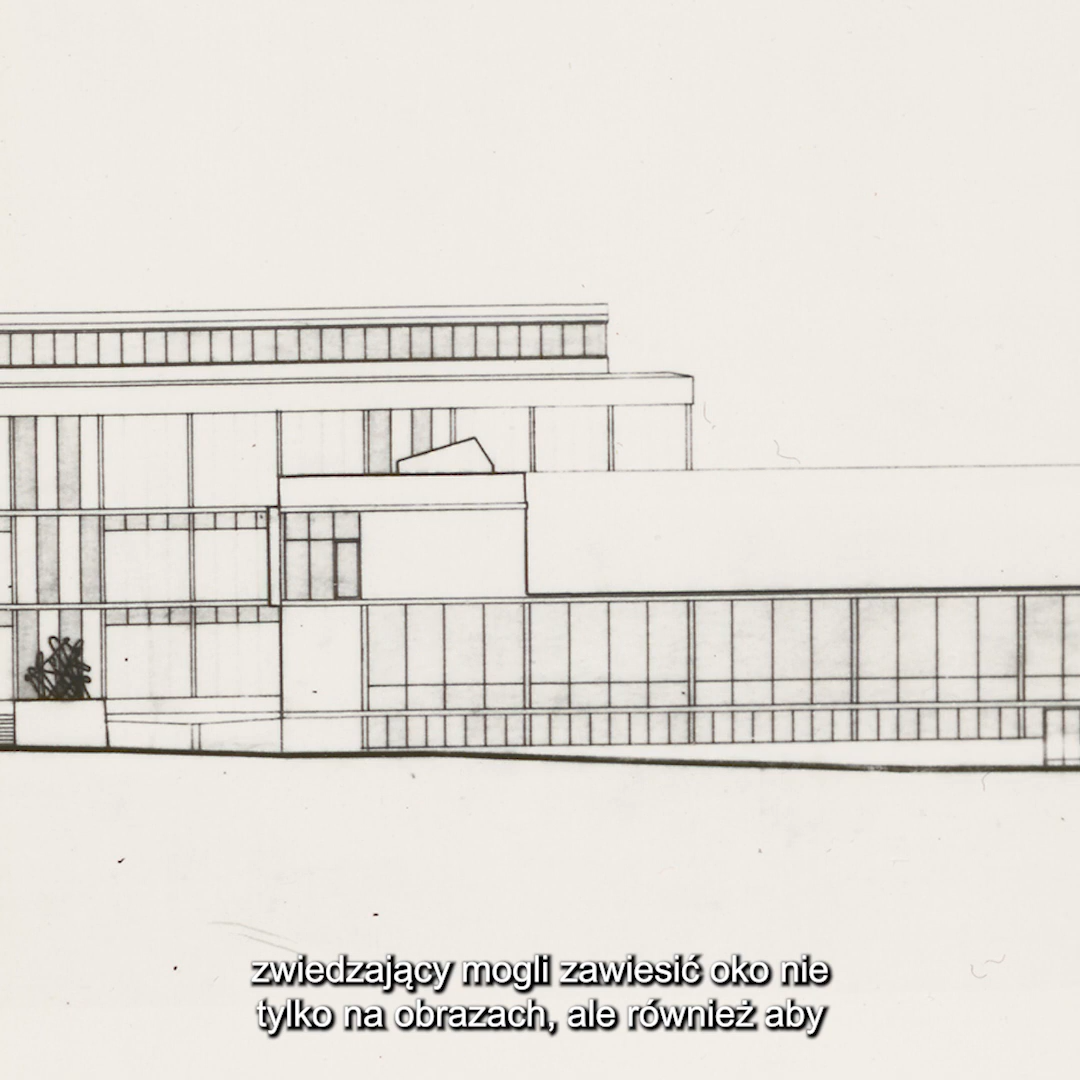 zwiedzający mogli zawiesić oko nie
tylko na obrazach, ale również aby